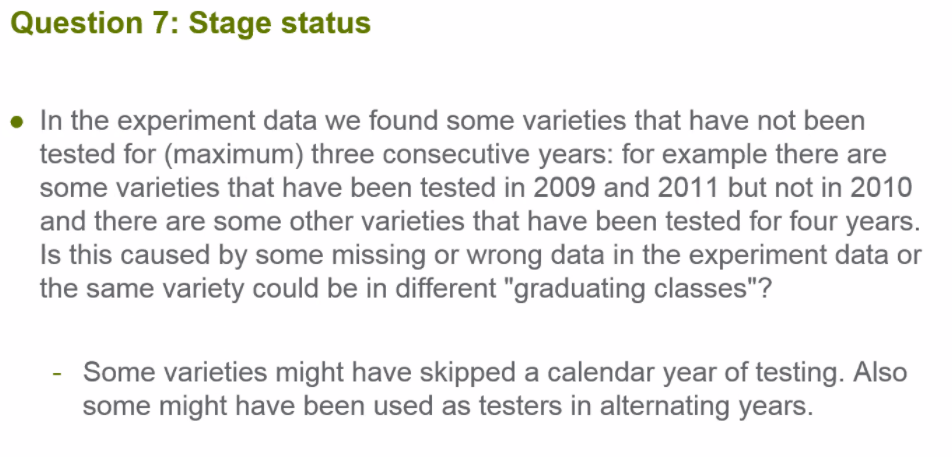 Question 7: Stage status
● In the experiment data we found some varieties that have not been
tested for (maximum) three consecutive years: for example there are
some varieties that have been tested in 2009 and 2011 but not in 2010
and there are some other varieties that have been tested for four years.
Is this caused by some missing or wrong data in the experiment data or
the same variety could be in different "graduating classes"?
- Some varieties might have skipped a calendar year of testing. Also
some might have been used as testers in alternating years.